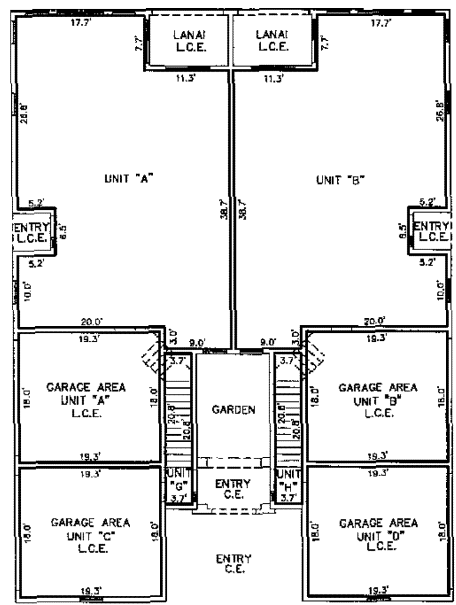 17.7' 17.7'
7.7' LANAI LANAI 7.7'
L.C.E. L.C.E.
11.3' 11.3'
26.8' 26.8'
UNIT "A" UNIT "B"
5.2' 38.7' 38.7' 5.2'
ENTRY 6.5' 6.5' ENTRY
L.C.E. L.C.E.
5.2' 5.2'
10.0' 10.0'
20.0' 20.0'
19.3' 3.0' 9.0' 9.0' 3.0' 19.3'
3.7' 3.7'
GARAGE AREA GARAGE AREA
18.0' UNIT "A" 18.0' 20.8' 20.8' GARDEN 20.8' 20.8' 18.0' UNIT "B" 18.0'
L.C.E. L.C.E.
19.3' 19.3'
19.3' UNIT UNIT 19.3'
"G" ENTRY "H"
3.7' C.E. 3.7'
GARAGE AREA GARAGE AREA
18.0' UNIT "C" 18.0' 18.0' UNIT "D" 18.0'
L.C.E. L.C.E.
ENTRY
C.E.
19.3' 19.3'